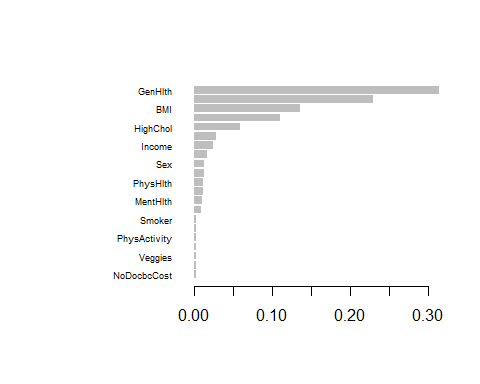 GenHlth
BMI
HighChol
Income
Sex
PhysHlth
MentHlth
Smoker
PhysActivity
Veggies
NoDocbcCost
0.00 0.10 0.20 0.30